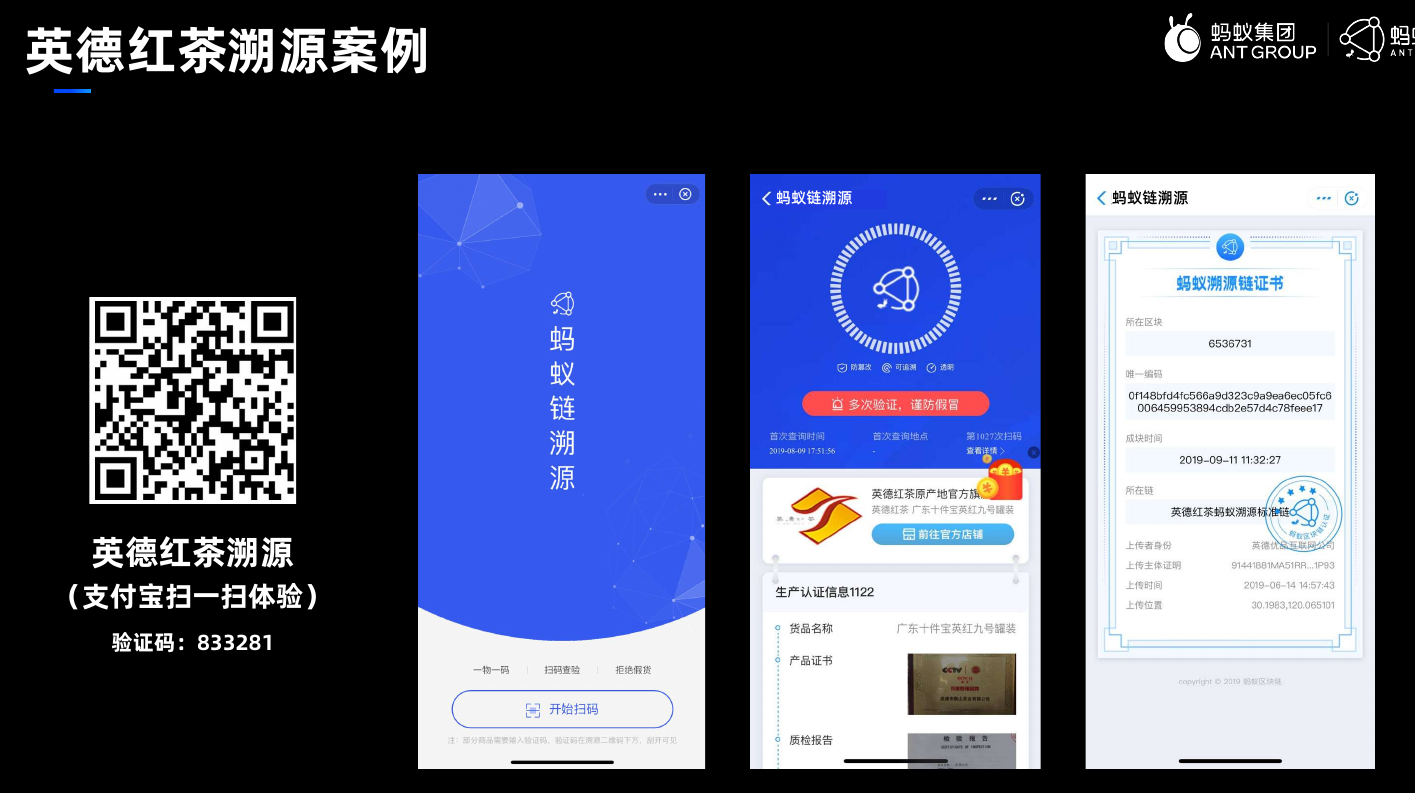 英德红茶溯源案例
蚂蚁集团
ANT GROUP
英德红茶溯源
（支付宝扫一扫体验）
验证码：833281
蚂蚁链溯源
一物一码
扫码查验
拒绝假货
开始扫码
注：部分商品需要输入验证码，验证码在溯源二维码下方，刮开可见
蚂蚁链溯源
防篡改
可追溯
透明
多次验证，谨防假冒
首次查询时间
首次查询地点
第1027次扫码
2019-08-09 17:51:56
-
查看详情
英德红茶原产地官方旗
英德红茶 广东十件宝英红九号罐装
前往官方店铺
生产认证信息1122
货品名称
广东十件宝英红九号罐装
产品证书
CCTV
质检报告
检 验 报 告
蚂蚁链溯源
蚂蚁溯源链证书
所在区块
6536731
唯一编码
0f148bfd4fc566a9d323c9a9ea6ec05fc6
006459953894cdb2e57d4c78feee17
成块时间
2019-09-11 11:32:27
所在链
英德红茶蚂蚁溯源标准链
蚂蚁区块链认证
上传者身份
英德优品互联网公司
上传主体证明
91441881MA51RR...1P93
上传时间
2019-06-14 14:57:43
上传位置
30.1983,120.065101
copyright © 2019 蚂蚁区块链